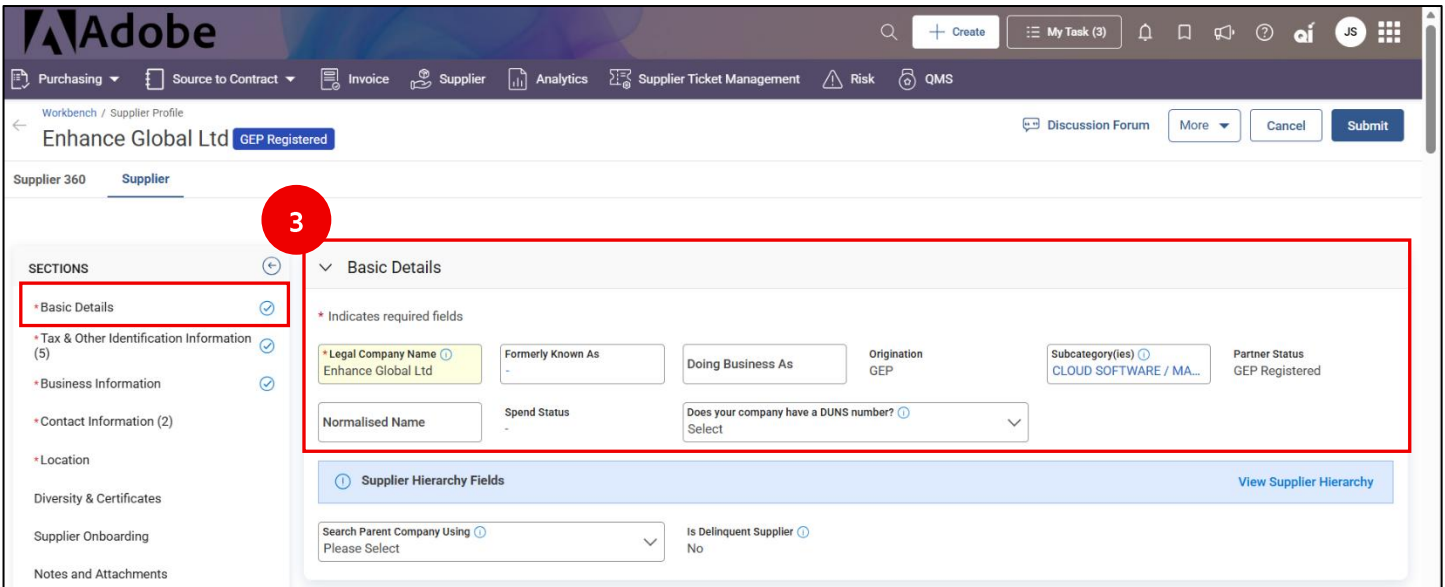 Adobe
Create
My Task (3)
JS
Purchasing
Source to Contract
Invoice
Supplier
Analytics
Supplier Ticket Management
Risk
QMS
Workbench / Supplier Profile
Enhance Global Ltd GEP Registered
Discussion Forum
More
Cancel
Submit
Supplier 360
Supplier
3
SECTIONS
*Basic Details
*Tax & Other Identification Information
(5)
*Business Information
*Contact Information (2)
*Location
Diversity & Certificates
Supplier Onboarding
Notes and Attachments
Basic Details
* Indicates required fields
*Legal Company Name
Enhance Global Ltd
Formerly Known As
-
Doing Business As
Origination
GEP
Subcategory(ies)
CLOUD SOFTWARE / MA...
Partner Status
GEP Registered
Normalised Name
Spend Status
-
Does your company have a DUNS number?
Select
Supplier Hierarchy Fields
View Supplier Hierarchy
Search Parent Company Using
Please Select
Is Delinquent Supplier
No